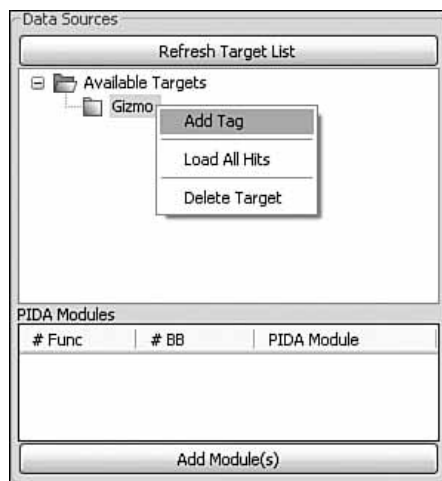 Data Sources
Refresh Target List
Available Targets
Gizmo
Add Tag
Load All Hits
Delete Target
PIDA Modules
# Func # BB PIDA Module
Add Module(s)